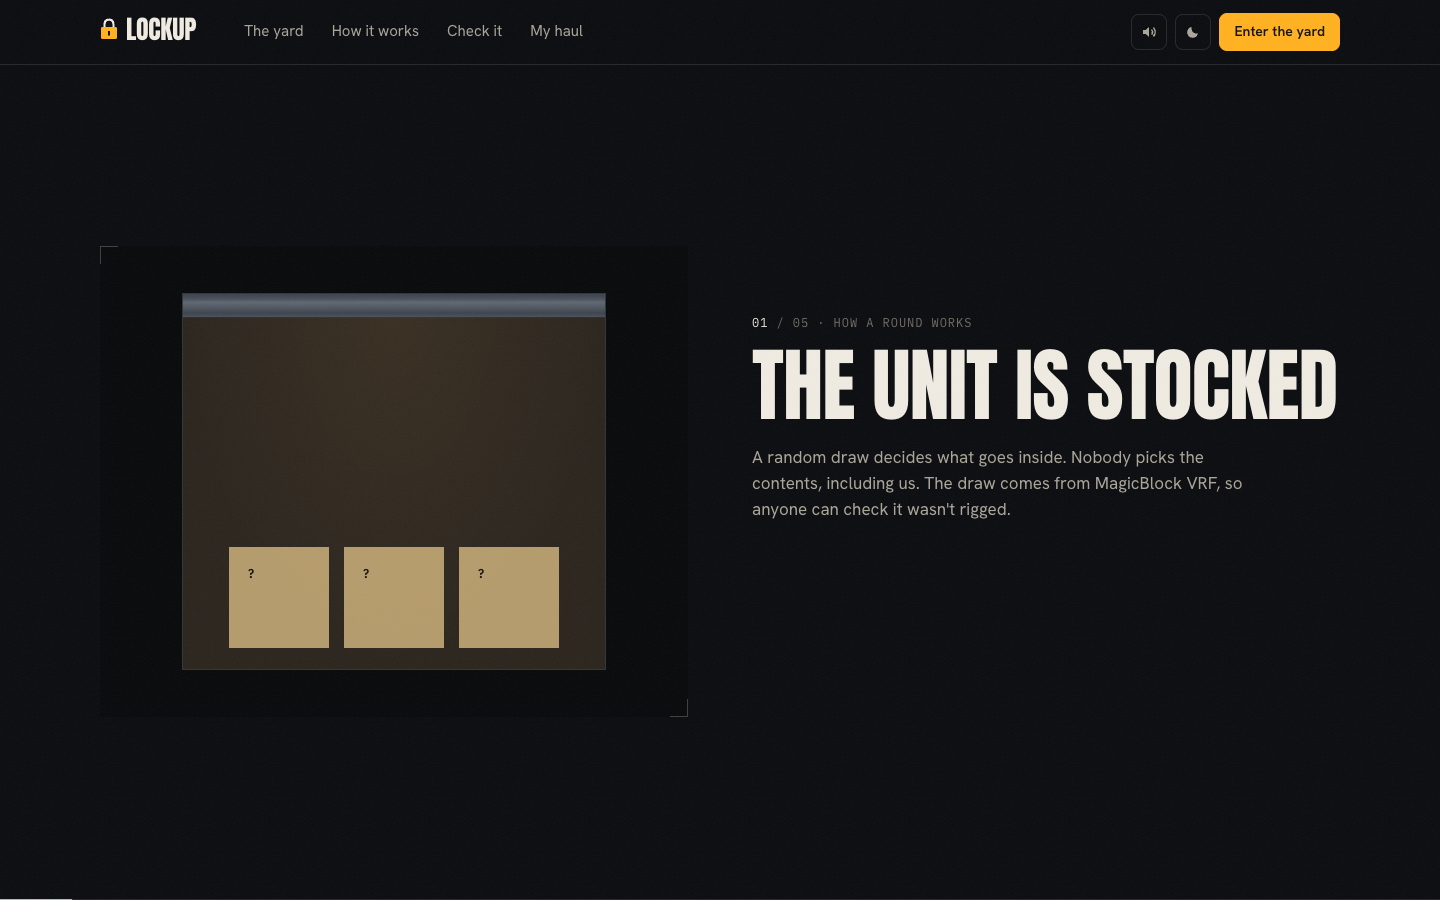 LOCKUP
The yard
How it works
Check it
My haul
Enter the yard
01 / 05 · HOW A ROUND WORKS
THE UNIT IS STOCKED
A random draw decides what goes inside. Nobody picks the
contents, including us. The draw comes from MagicBlock VRF, so
anyone can check it wasn't rigged.
?
?
?